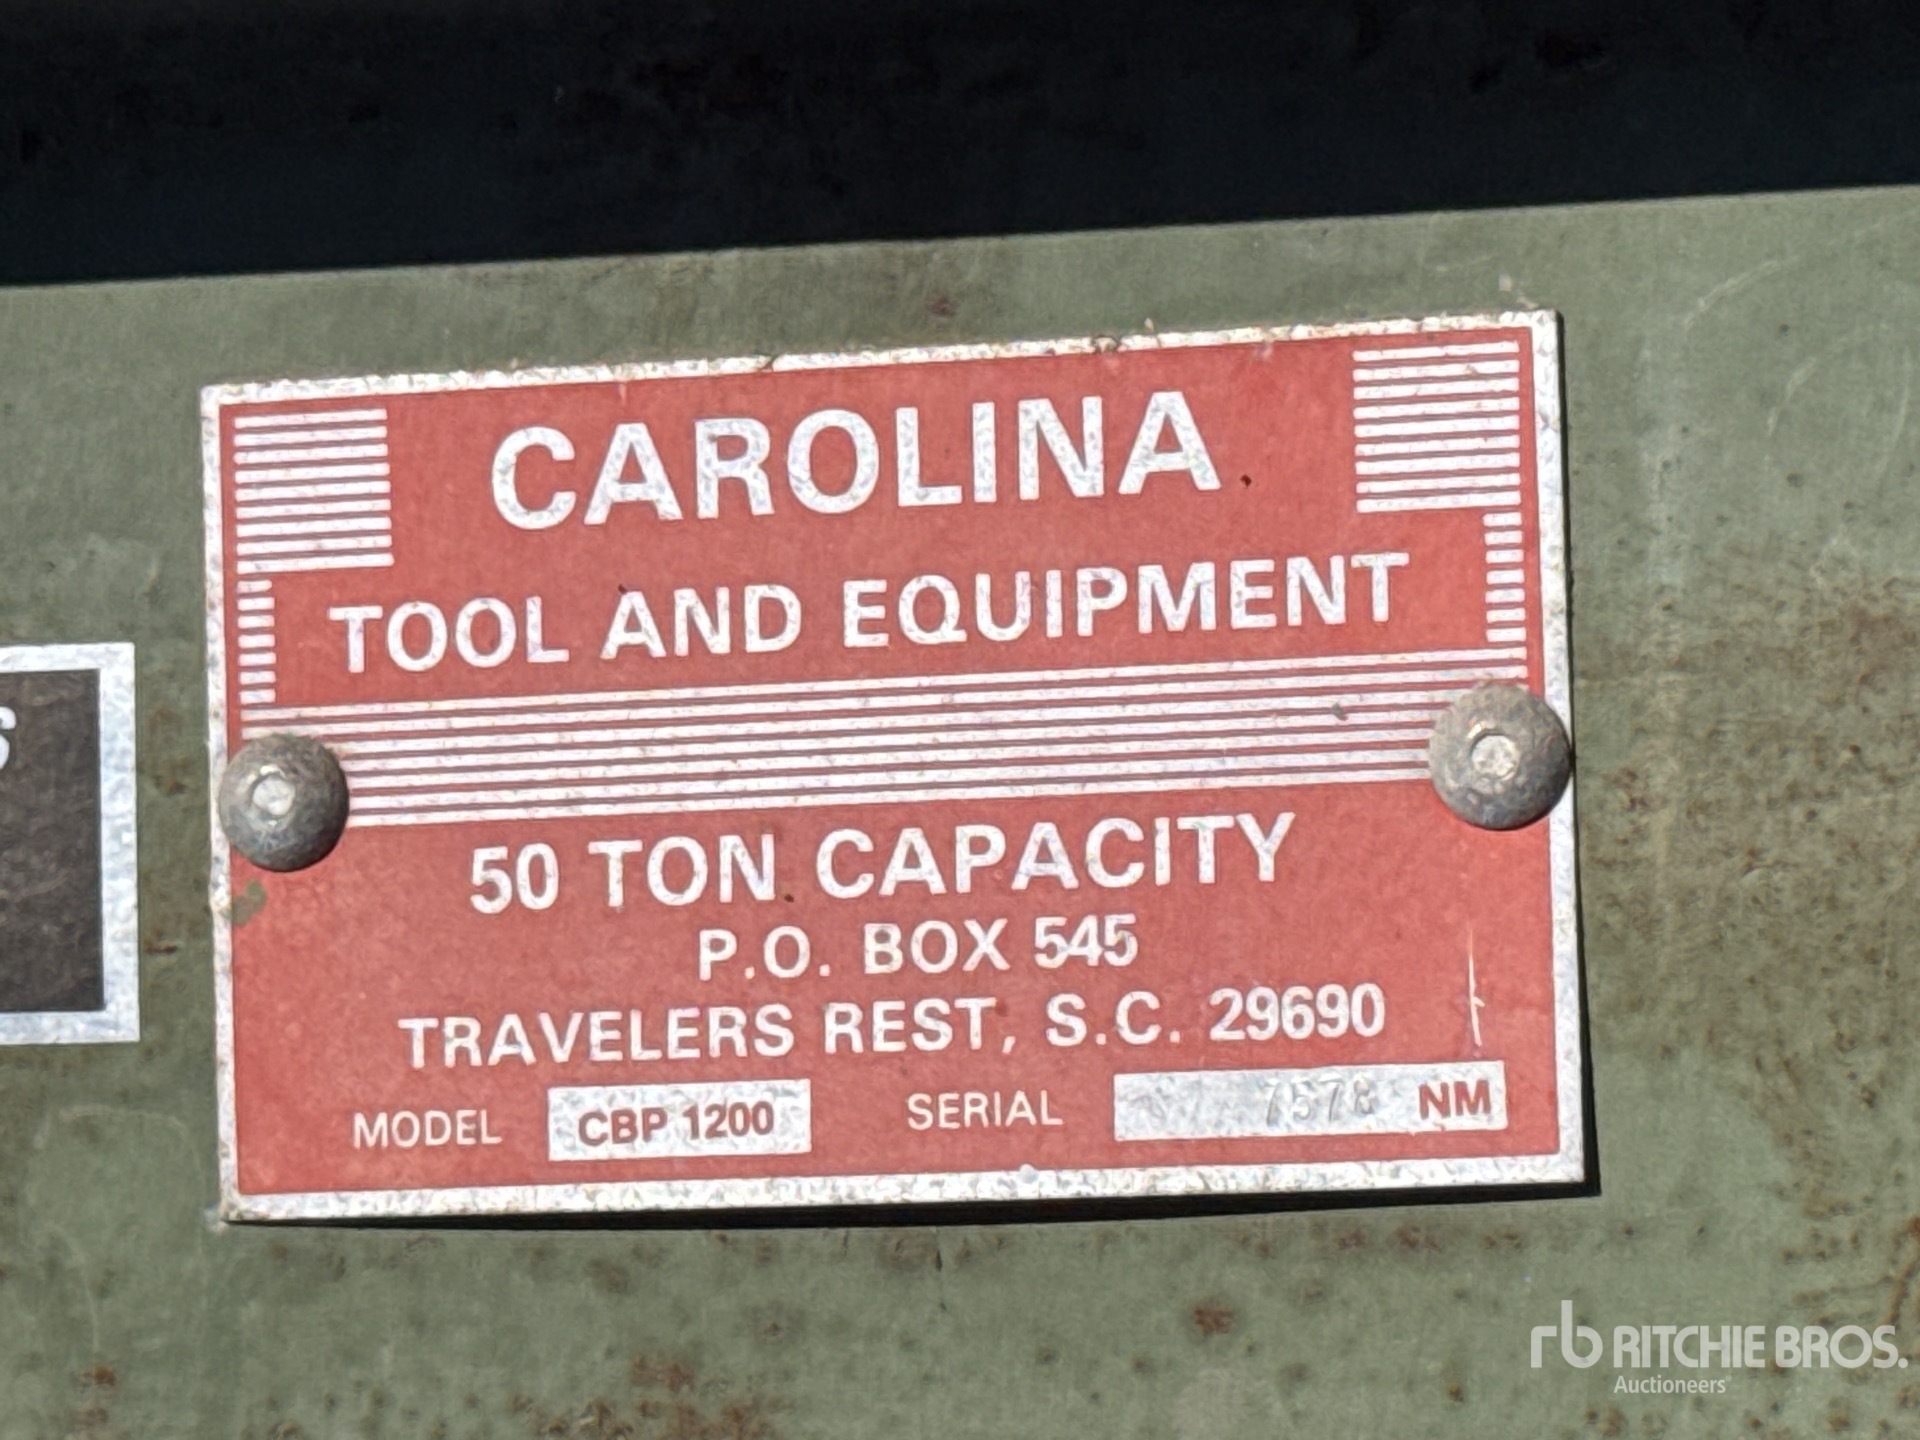 CAROLINA
TOOL AND EQUIPMENT
50 TON CAPACITY
P.O. BOX 545
TRAVELERS REST, S.C. 29690
MODEL CBP 1200 SERIAL NM
S
rb RITCHIE BROS.
Auctioneers